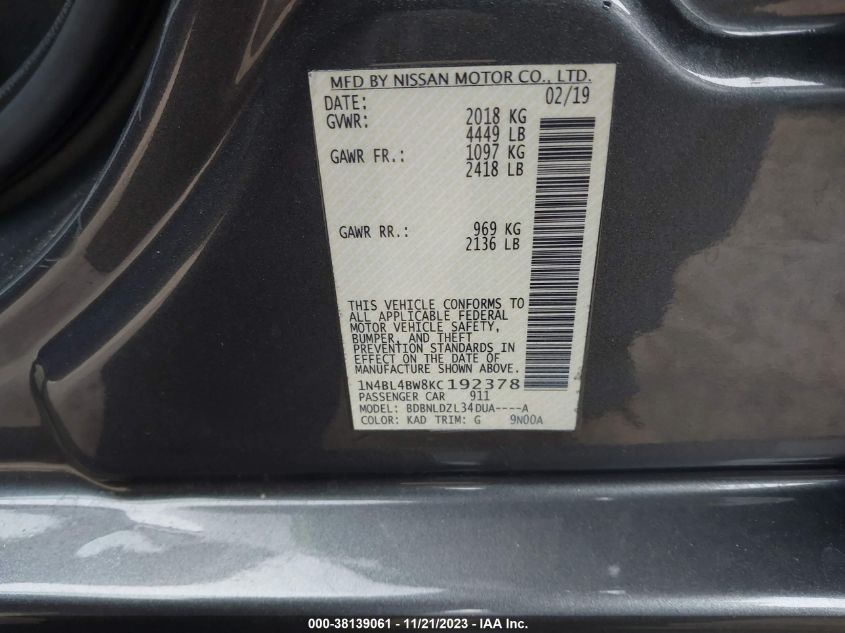 MFD BY NISSAN MOTOR CO., LTD.
DATE: 02/19
GVWR: 2018 KG
4449 LB
GAWR FR.: 1097 KG
2418 LB
GAWR RR.: 969 KG
2136 LB
THIS VEHICLE CONFORMS TO
ALL APPLICABLE FEDERAL
MOTOR VEHICLE SAFETY,
BUMPER, AND THEFT
PREVENTION STANDARDS IN
EFFECT ON THE DATE OF
MANUFACTURE SHOWN ABOVE.
1N4BL4BW8KC192378
PASSENGER CAR 911
MODEL: BDBNLDZL34DUA----A
COLOR: KAD TRIM: G 9N00A
000-38139061 - 11/21/2023 - IAA Inc.